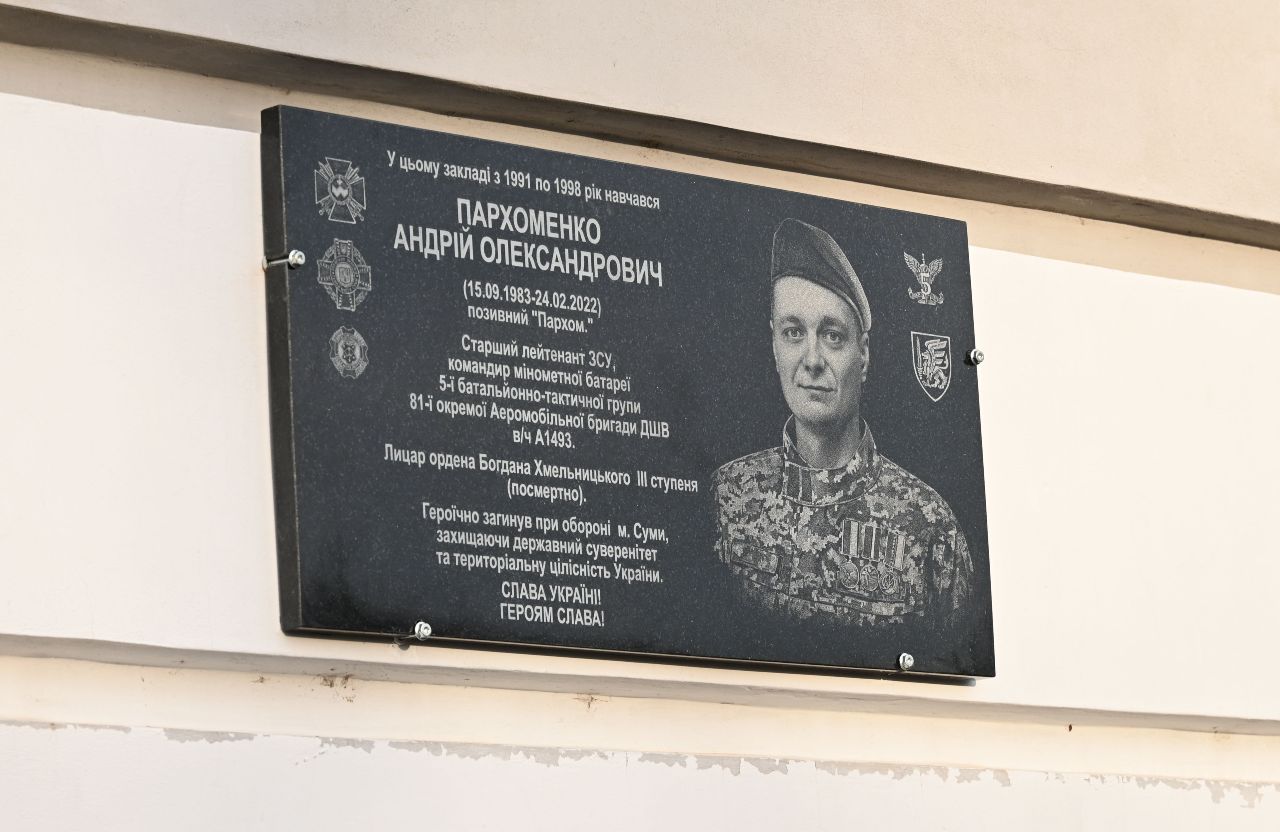 У цьому закладі з 1991 по 1998 рік навчався
ПАРХОМЕНКО
АНДРІЙ ОЛЕКСАНДРОВИЧ
(15.09.1983-24.02.2022)
позивний "Пархом."
Старший лейтенант ЗСУ,
командир мінометної батареї
5-ї батальйонно-тактичної групи
81-ї окремої Аеромобільної бригади ДШВ
в/ч А1493.
Лицар ордена Богдана Хмельницького ІІІ ступеня
(посмертно).
Героїчно загинув при обороні м. Суми,
захищаючи державний суверенітет
та територіальну цілісність України.
СЛАВА УКРАЇНІ!
ГЕРОЯМ СЛАВА!
5